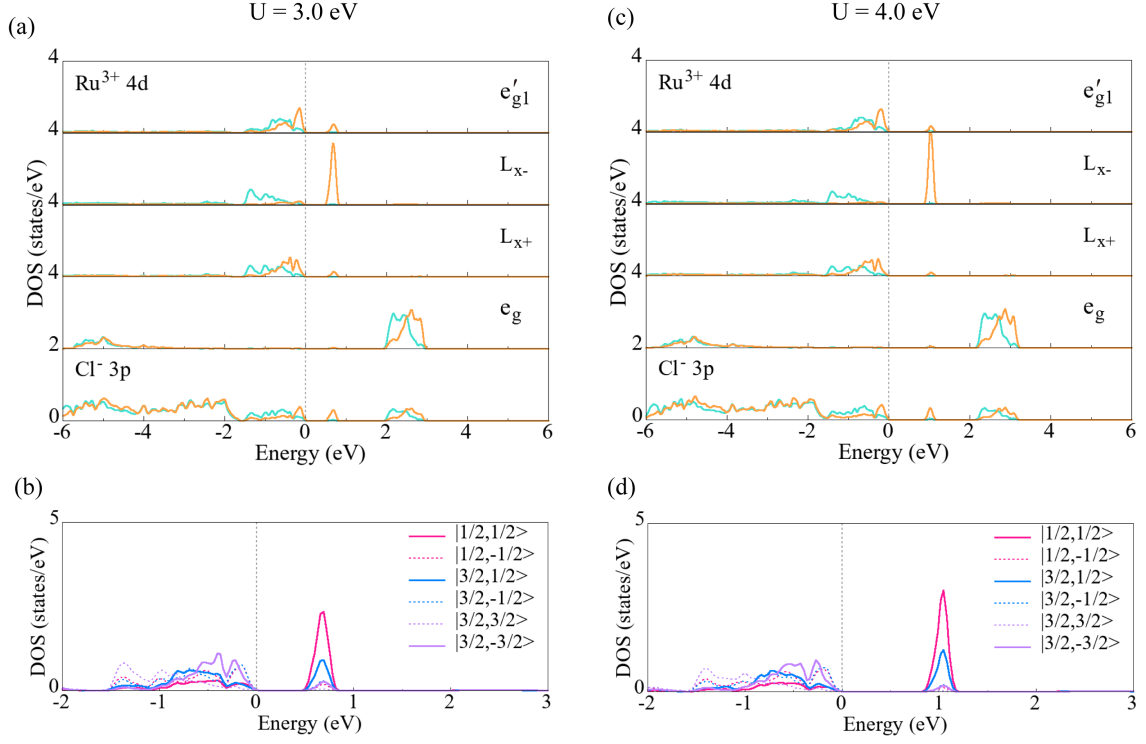 U = 3.0 eV
(a)
4
Ru³⁺ 4d
e′g1
4
Lx-
4
Lx+
4
eg
2
Cl⁻ 3p
0
DOS (states/eV)
-6 -4 -2 0 2 4 6
Energy (eV)
(b)
5
|1/2,1/2>
|1/2,-1/2>
|3/2,1/2>
|3/2,-1/2>
|3/2,3/2>
|3/2,-3/2>
0
DOS (states/eV)
-2 -1 0 1 2 3
Energy (eV)
U = 4.0 eV
(c)
4
Ru³⁺ 4d
e′g1
4
Lx-
4
Lx+
4
eg
2
Cl⁻ 3p
0
DOS (states/eV)
-6 -4 -2 0 2 4 6
Energy (eV)
(d)
5
|1/2,1/2>
|1/2,-1/2>
|3/2,1/2>
|3/2,-1/2>
|3/2,3/2>
|3/2,-3/2>
0
DOS (states/eV)
-2 -1 0 1 2 3
Energy (eV)